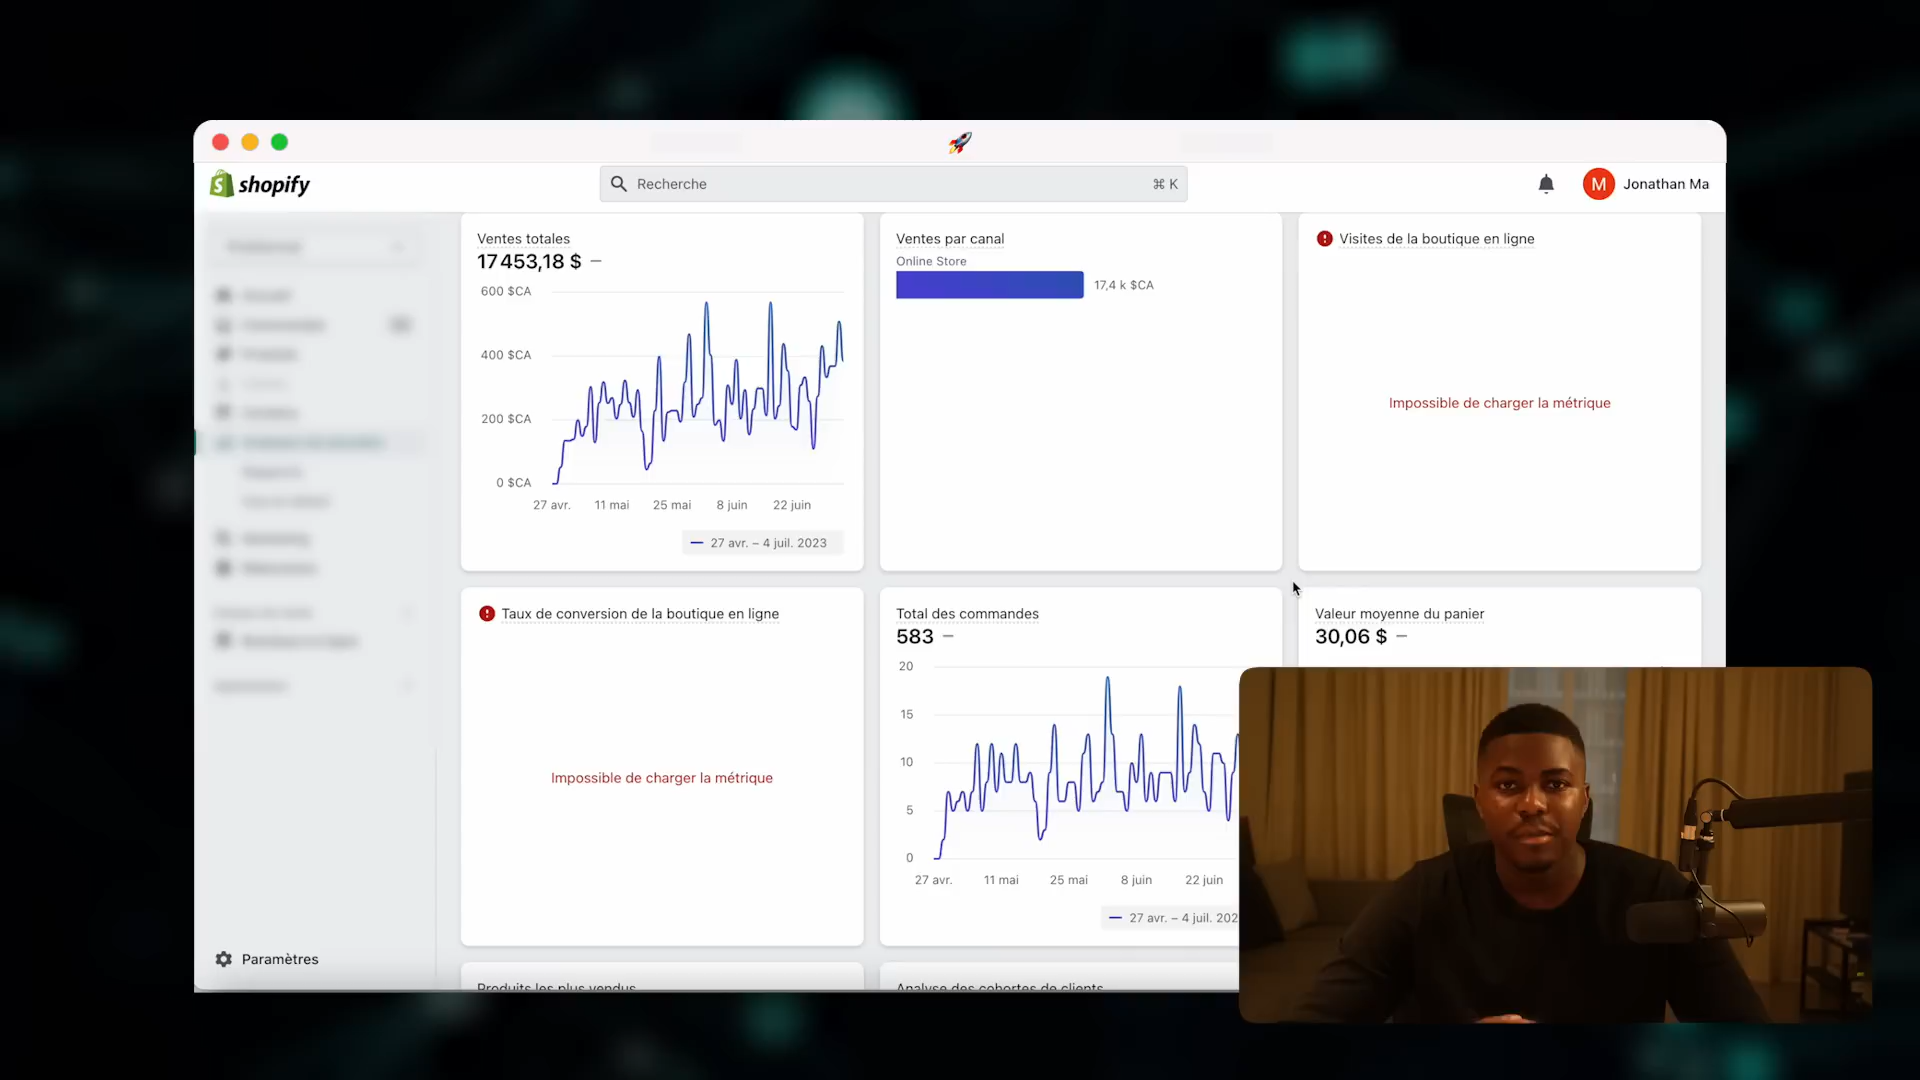 shopify
Recherche
⌘ K
M
Jonathan Ma
Ventes totales
17 453,18 $ —
600 $CA
400 $CA
200 $CA
0 $CA
27 avr.
11 mai
25 mai
8 juin
22 juin
27 avr. – 4 juil. 2023
Ventes par canal
Online Store
17,4 k $CA
Visites de la boutique en ligne
Impossible de charger la métrique
Taux de conversion de la boutique en ligne
Impossible de charger la métrique
Total des commandes
583 —
20
15
10
5
0
27 avr.
11 mai
25 mai
8 juin
22 juin
27 avr. – 4 juil. 202
Valeur moyenne du panier
30,06 $ —
Paramètres
Produits les plus vendus
Analyse des cohortes de clients